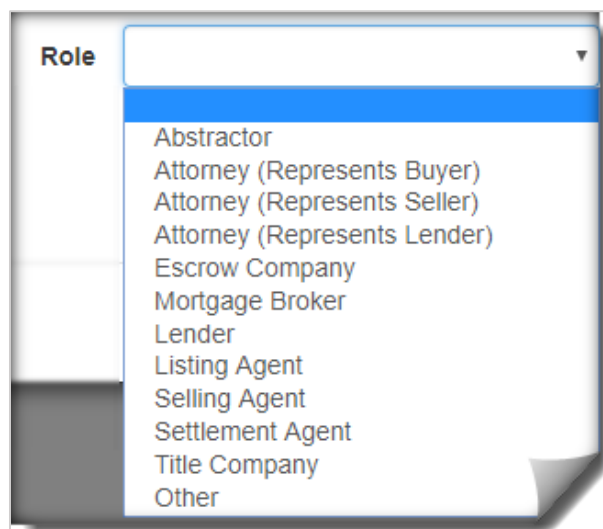 Role
Abstractor
Attorney (Represents Buyer)
Attorney (Represents Seller)
Attorney (Represents Lender)
Escrow Company
Mortgage Broker
Lender
Listing Agent
Selling Agent
Settlement Agent
Title Company
Other